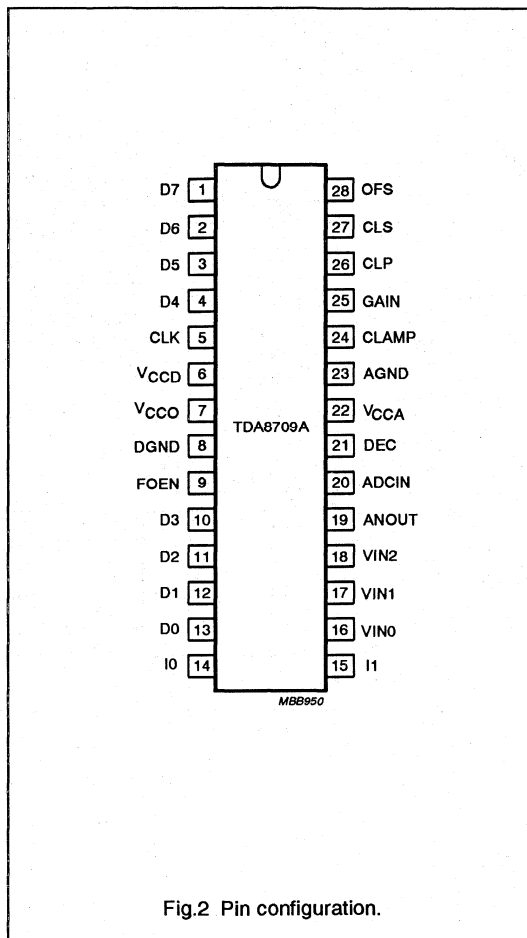 D7 1 28 OFS
D6 2 27 CLS
D5 3 26 CLP
D4 4 25 GAIN
CLK 5 24 CLAMP
VCCD 6 23 AGND
VCCO 7 22 VCCA
TDA8709A
DGND 8 21 DEC
FOEN 9 20 ADCIN
D3 10 19 ANOUT
D2 11 18 VIN2
D1 12 17 VIN1
D0 13 16 VIN0
I0 14 15 I1
MBB950
Fig.2 Pin configuration.